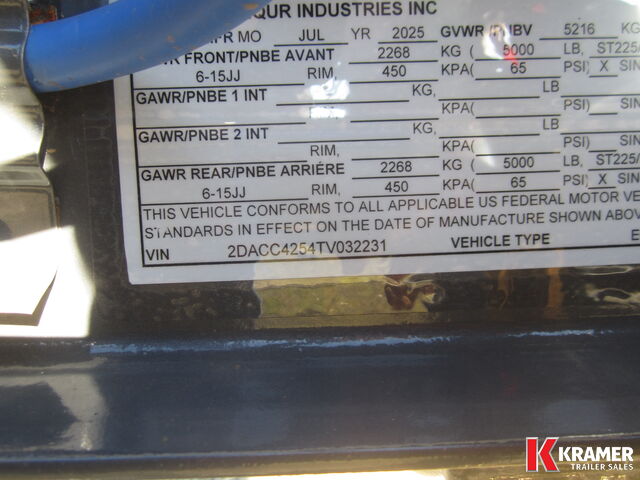 QUR INDUSTRIES INC
MFR MO JUL YR 2025 GVWR/PNBV 5216 KG
FRONT/PNBE AVANT 2268 KG ( 5000 LB, ST225/
6-15JJ RIM, 450 KPA( 65 PSI) X SIN
GAWR/PNBE 1 INT KG, LB
RIM, KPA( PSI) SIN
GAWR/PNBE 2 INT KG, LB
RIM, KPA( PSI) SIN
GAWR REAR/PNBE ARRIÉRE 2268 KG ( 5000 LB, ST225/
6-15JJ RIM, 450 KPA( 65 PSI) X SIN
THIS VEHICLE CONFORMS TO ALL APPLICABLE US FEDERAL MOTOR VE
STANDARDS IN EFFECT ON THE DATE OF MANUFACTURE SHOWN ABOV
VIN 2DACC4254TV032231 VEHICLE TYPE
K KRAMER
TRAILER SALES